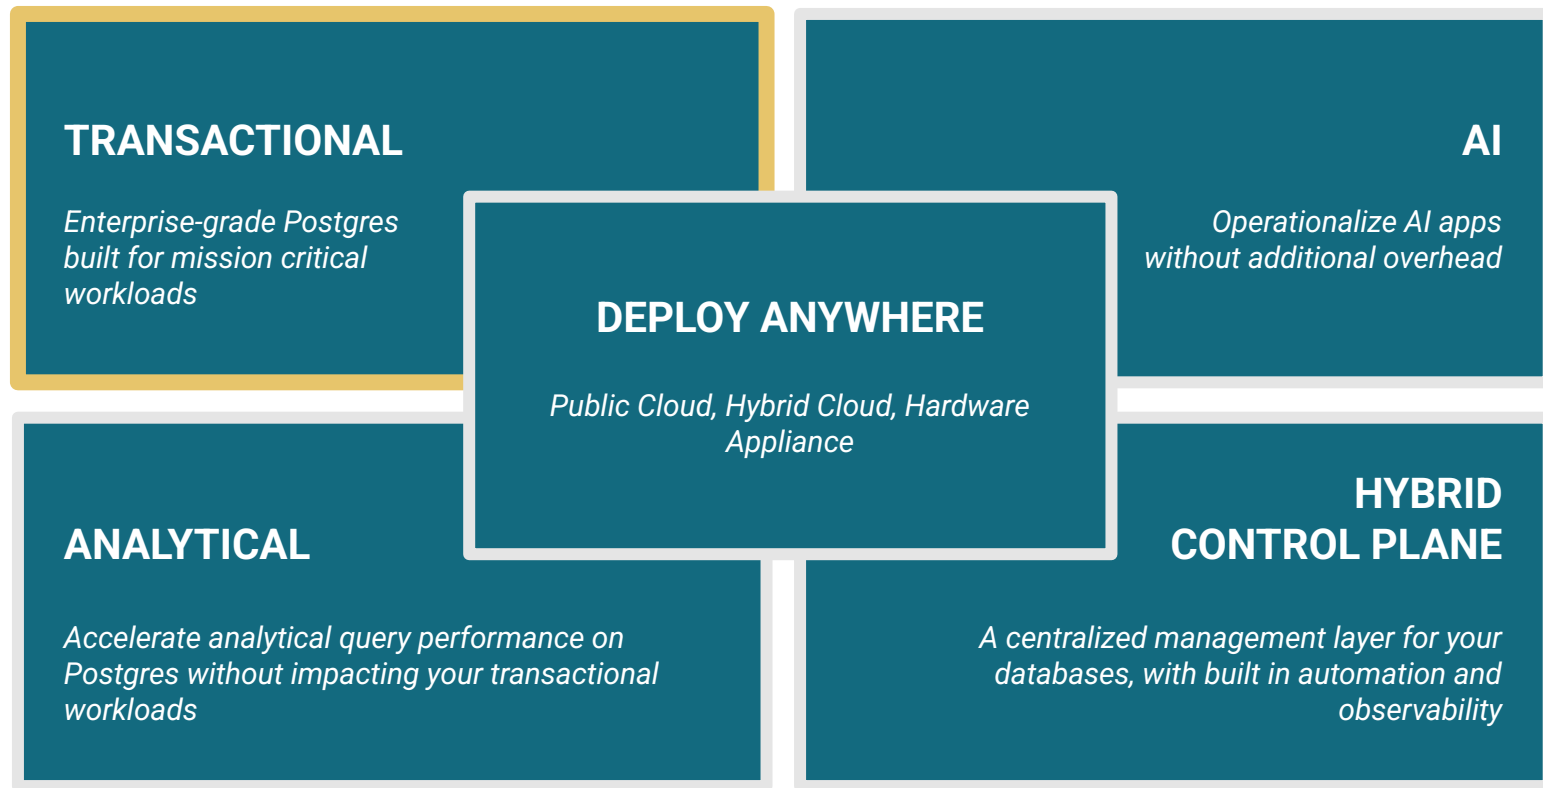 TRANSACTIONAL
Enterprise-grade Postgres
built for mission critical
workloads
AI
Operationalize AI apps
without additional overhead
DEPLOY ANYWHERE
Public Cloud, Hybrid Cloud, Hardware
Appliance
ANALYTICAL
Accelerate analytical query performance on
Postgres without impacting your transactional
workloads
HYBRID
CONTROL PLANE
A centralized management layer for your
databases, with built in automation and
observability